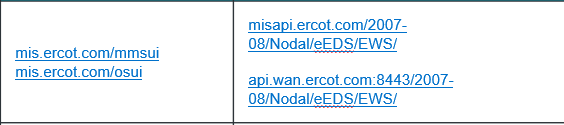 mis.ercot.com/mmsui
mis.ercot.com/osui
misapi.ercot.com/2007-
08/Nodal/eEDS/EWS/
api.wan.ercot.com:8443/2007-
08/Nodal/eEDS/EWS/